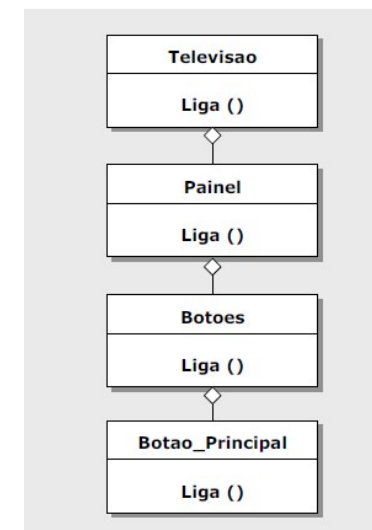 Televisao
Liga ()
Painel
Liga ()
Botoes
Liga ()
Botao_Principal
Liga ()